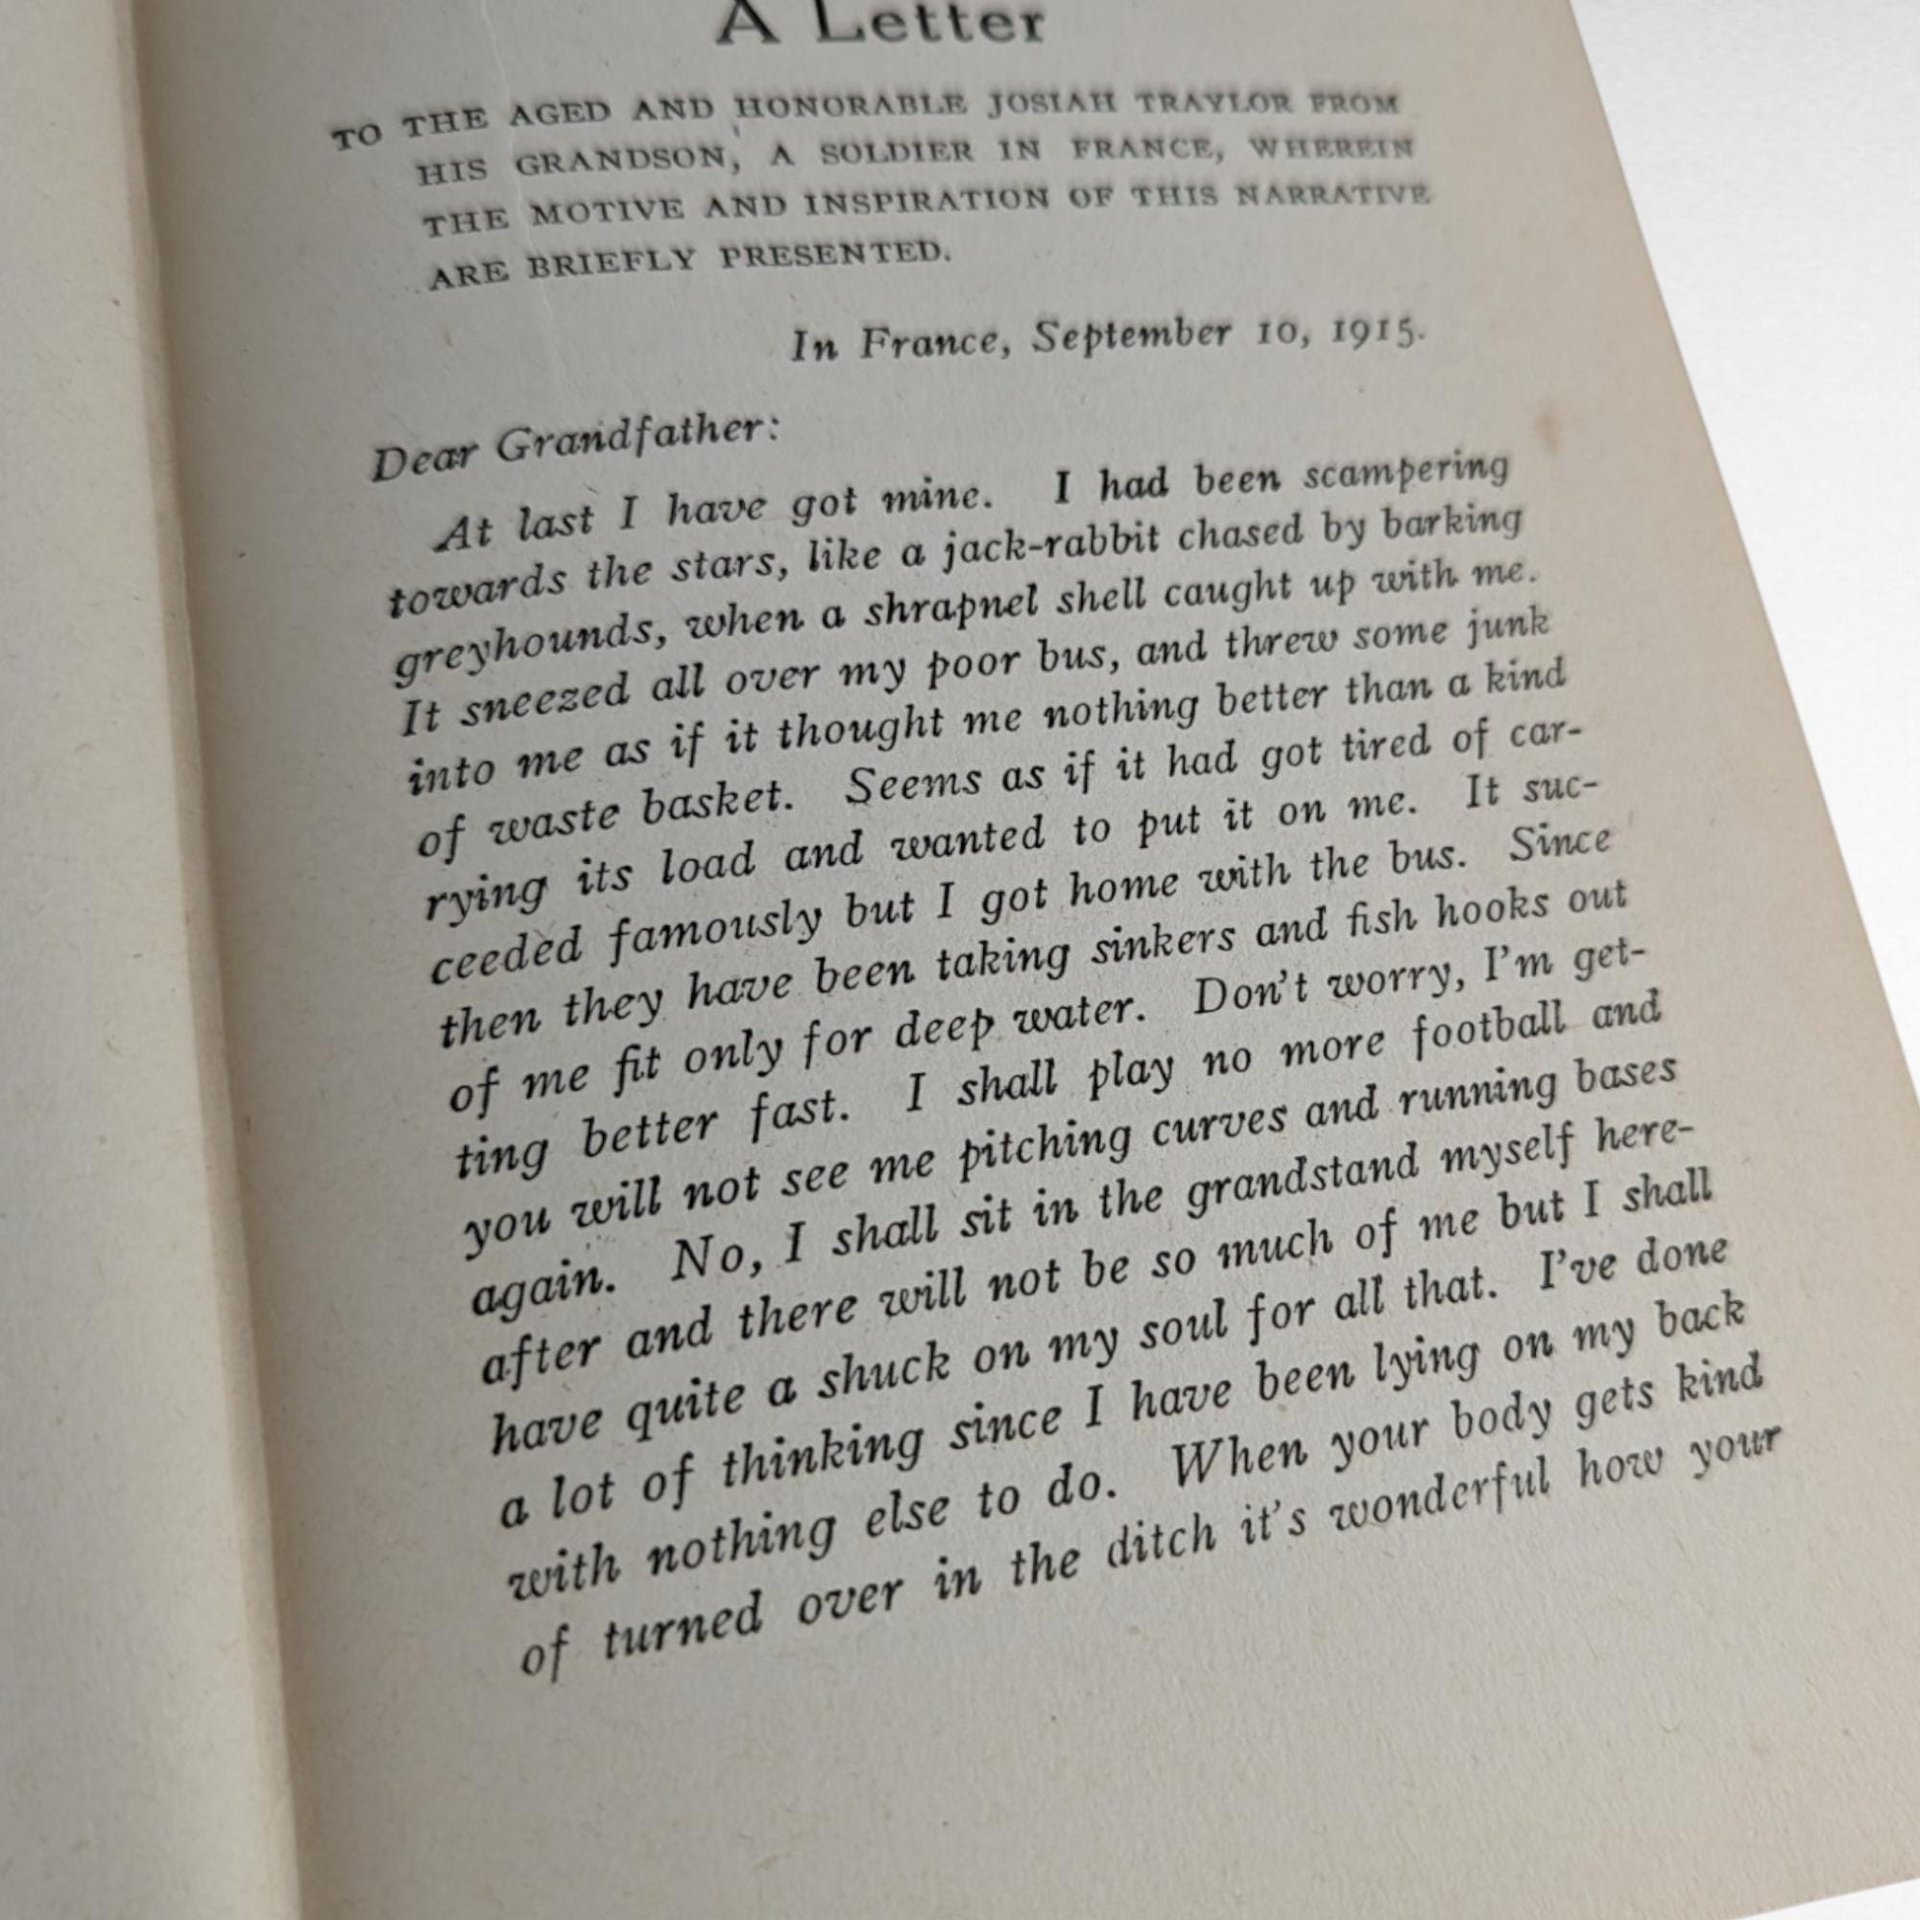 A Letter
TO THE AGED AND HONORABLE JOSIAH TRAYLOR FROM
HIS GRANDSON, A SOLDIER IN FRANCE, WHEREIN
THE MOTIVE AND INSPIRATION OF THIS NARRATIVE
ARE BRIEFLY PRESENTED.
In France, September 10, 1915.
Dear Grandfather:
At last I have got mine. I had been scampering
towards the stars, like a jack-rabbit chased by barking
greyhounds, when a shrapnel shell caught up with me.
It sneezed all over my poor bus, and threw some junk
into me as if it thought me nothing better than a kind
of waste basket. Seems as if it had got tired of car-
rying its load and wanted to put it on me. It suc-
ceeded famously but I got home with the bus. Since
then they have been taking sinkers and fish hooks out
of me fit only for deep water. Don't worry, I'm get-
ting better fast. I shall play no more football and
you will not see me pitching curves and running bases
again. No, I shall sit in the grandstand myself here-
after and there will not be so much of me but I shall
have quite a shuck on my soul for all that. I've done
a lot of thinking since I have been lying on my back
with nothing else to do. When your body gets kind
of turned over in the ditch it's wonderful how your